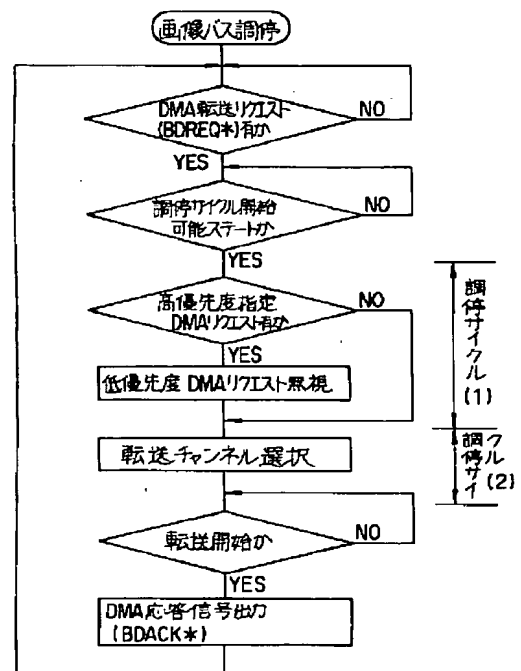 画像バス調停
DMA転送リクエスト
(BDREQ*)有か
NO
YES
調停サイクル開始
可能ステートか
NO
YES
高優先度指定
DMAリクエスト有か
NO
YES
低優先度 DMAリクエスト無視
調停サイクル
(1)
転送チャンネル選択
調停サイ
クル
(2)
転送開始か
NO
YES
DMA応答信号出力
(BDACK*)